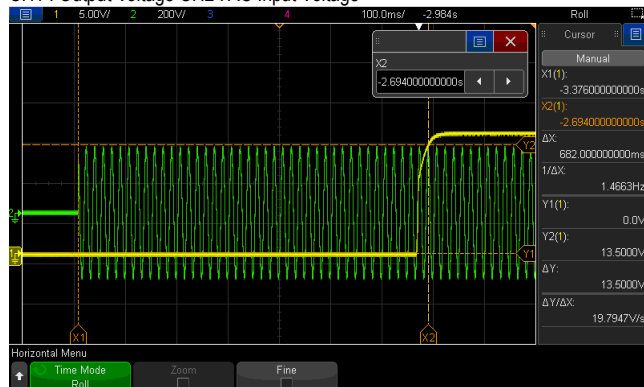 1 5.00V/ 2 200V/ 3 4 100.0ms/ -2.984s Roll
Cursor
X2
-2.694000000000s
Manual
X1(1):
-3.376000000000s
X2(1):
-2.694000000000s
ΔX:
682.00000000ms
1/ΔX:
1.4663Hz
Y1(1):
0.0V
Y2(1):
13.5000V
ΔY:
13.5000V
ΔY/ΔX:
19.7947V/s
Y2
Y1
2
1
X1
X2
Horizontal Menu
Time Mode
Roll
Zoom
Fine